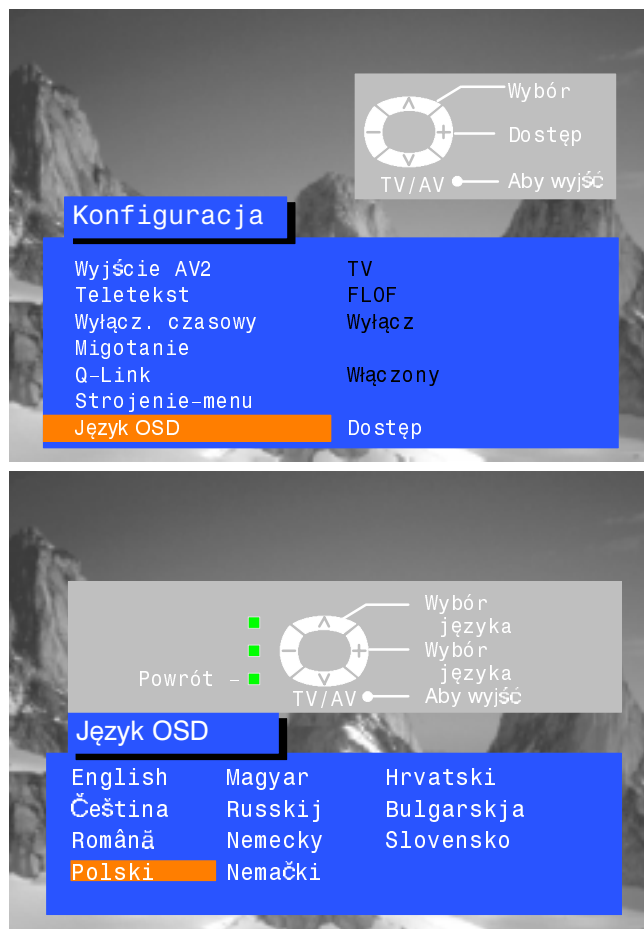 Wybór
Dostęp
TV/AV Aby wyjść
Konfiguracja
Wyjście AV2 TV
Teletekst FLOF
Wyłącz. czasowy Wyłącz
Migotanie
Q-Link Włączony
Strojenie-menu
Język OSD Dostęp
Wybór
języka
Wybór
języka
Powrót
TV/AV Aby wyjść
Język OSD
English Magyar Hrvatski
Čeština Russkij Bulgarskja
Română Nemecky Slovensko
Polski Nemački